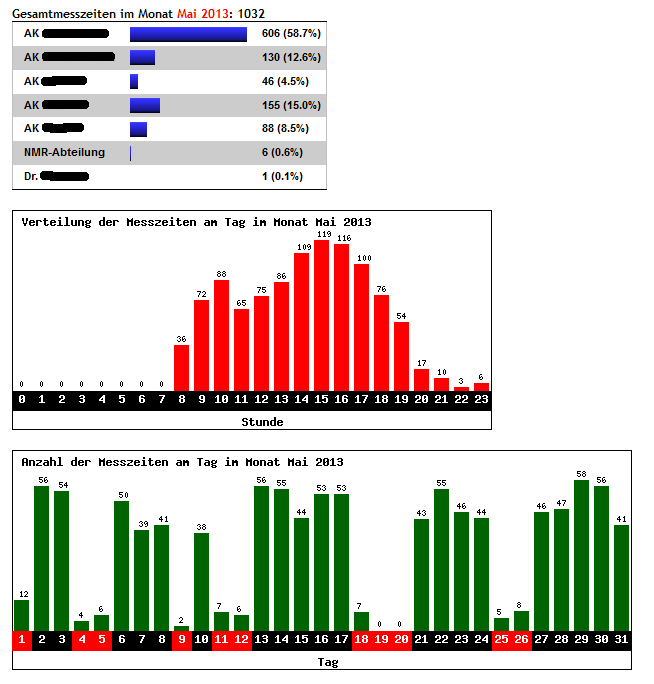 Gesamtmesszeiten im Monat Mai 2013: 1032
AK 606 (58.7%)
AK 130 (12.6%)
AK 46 (4.5%)
AK 155 (15.0%)
AK 88 (8.5%)
NMR-Abteilung 6 (0.6%)
Dr. 1 (0.1%)
Verteilung der Messzeiten am Tag im Monat Mai 2013
0 0 0 0 0 0 0 0 36 72 88 65 75 86 109 119 116 100 76 54 17 10 3 6
0 1 2 3 4 5 6 7 8 9 10 11 12 13 14 15 16 17 18 19 20 21 22 23
Stunde
Anzahl der Messzeiten am Tag im Monat Mai 2013
12 56 54 4 6 50 39 41 2 38 7 6 56 55 44 53 53 7 0 0 43 55 46 44 5 8 46 47 58 56 41
1 2 3 4 5 6 7 8 9 10 11 12 13 14 15 16 17 18 19 20 21 22 23 24 25 26 27 28 29 30 31
Tag